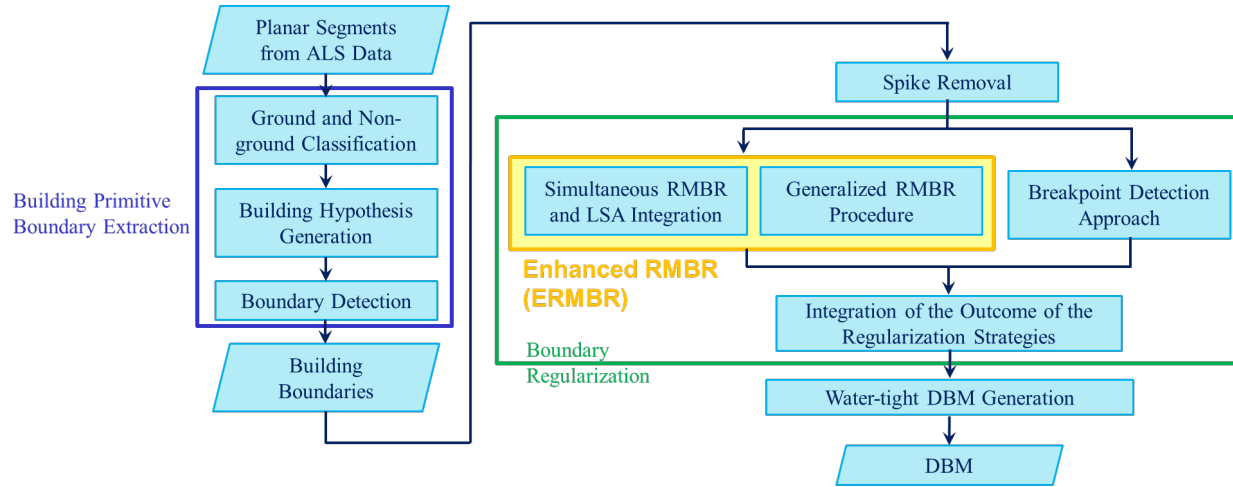 Planar Segments
from ALS Data
Ground and Non-
ground Classification
Building Hypothesis
Generation
Boundary Detection
Building Primitive
Boundary Extraction
Building
Boundaries
Spike Removal
Simultaneous RMBR
and LSA Integration
Generalized RMBR
Procedure
Breakpoint Detection
Approach
Enhanced RMBR
(ERMBR)
Integration of the Outcome of the
Regularization Strategies
Boundary
Regularization
Water-tight DBM Generation
DBM